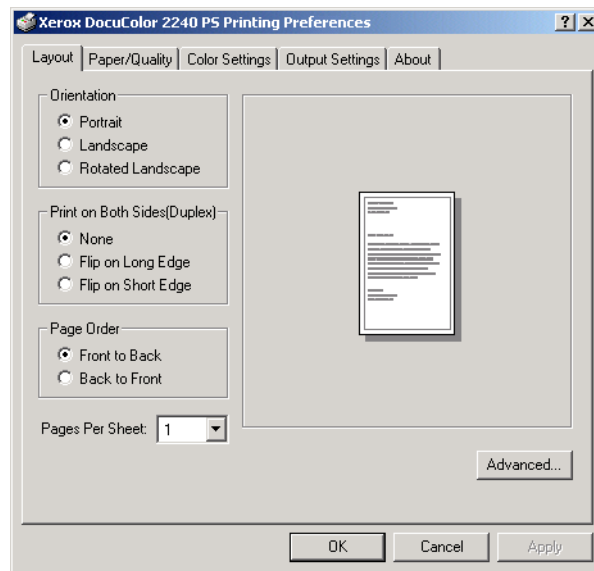 Xerox DocuColor 2240 PS Printing Preferences
Layout Paper/Quality Color Settings Output Settings About
Orientation
Portrait
Landscape
Rotated Landscape
Print on Both Sides(Duplex)
None
Flip on Long Edge
Flip on Short Edge
Page Order
Front to Back
Back to Front
Pages Per Sheet: 1
Advanced...
OK Cancel Apply